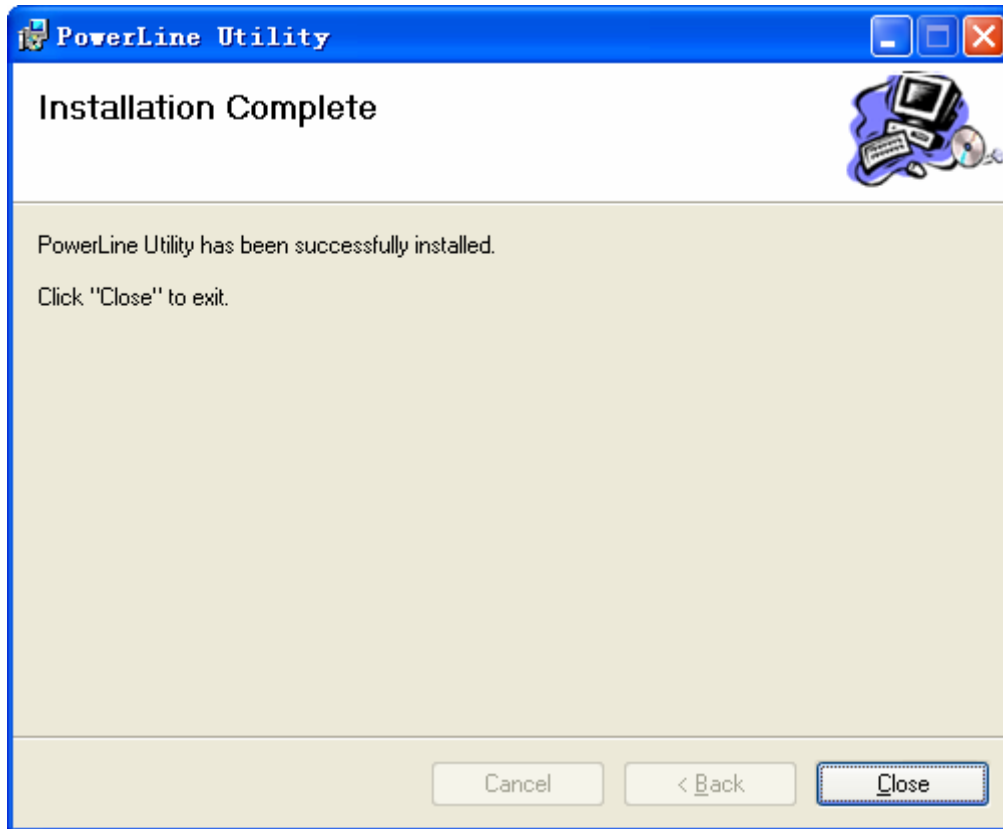 PowerLine Utility
Installation Complete
PowerLine Utility has been successfully installed.
Click "Close" to exit.
Cancel
< Back
Close